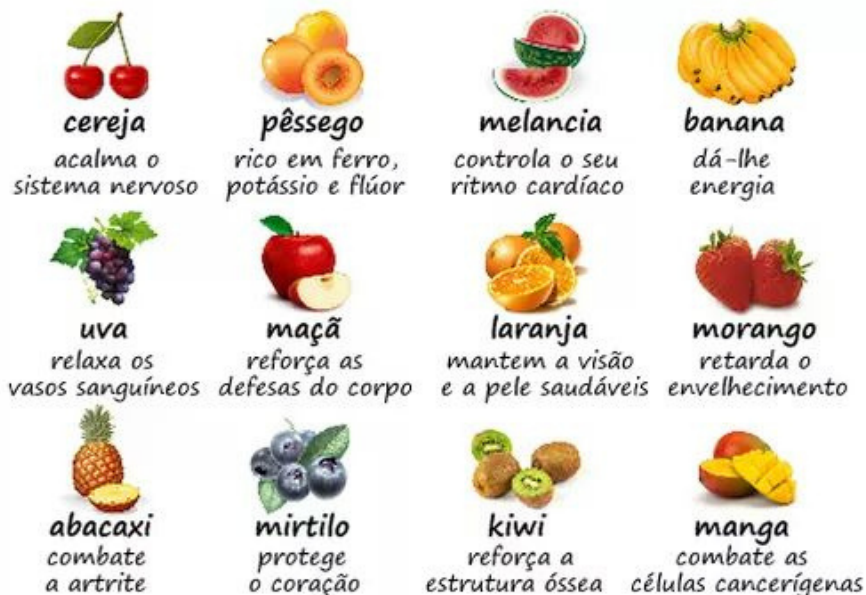 cereja
acalma o
sistema nervoso
pêssego
rico em ferro,
potássio e flúor
melancia
controla o seu
ritmo cardíaco
banana
dá-lhe
energia
uva
relaxa os
vasos sanguíneos
maçã
reforça as
defesas do corpo
laranja
mantem a visão
e a pele saudáveis
morango
retarda o
envelhecimento
abacaxi
combate
a artrite
mirtilo
protege
o coração
kiwi
reforça a
estrutura óssea
manga
combate as
células cancerígenas